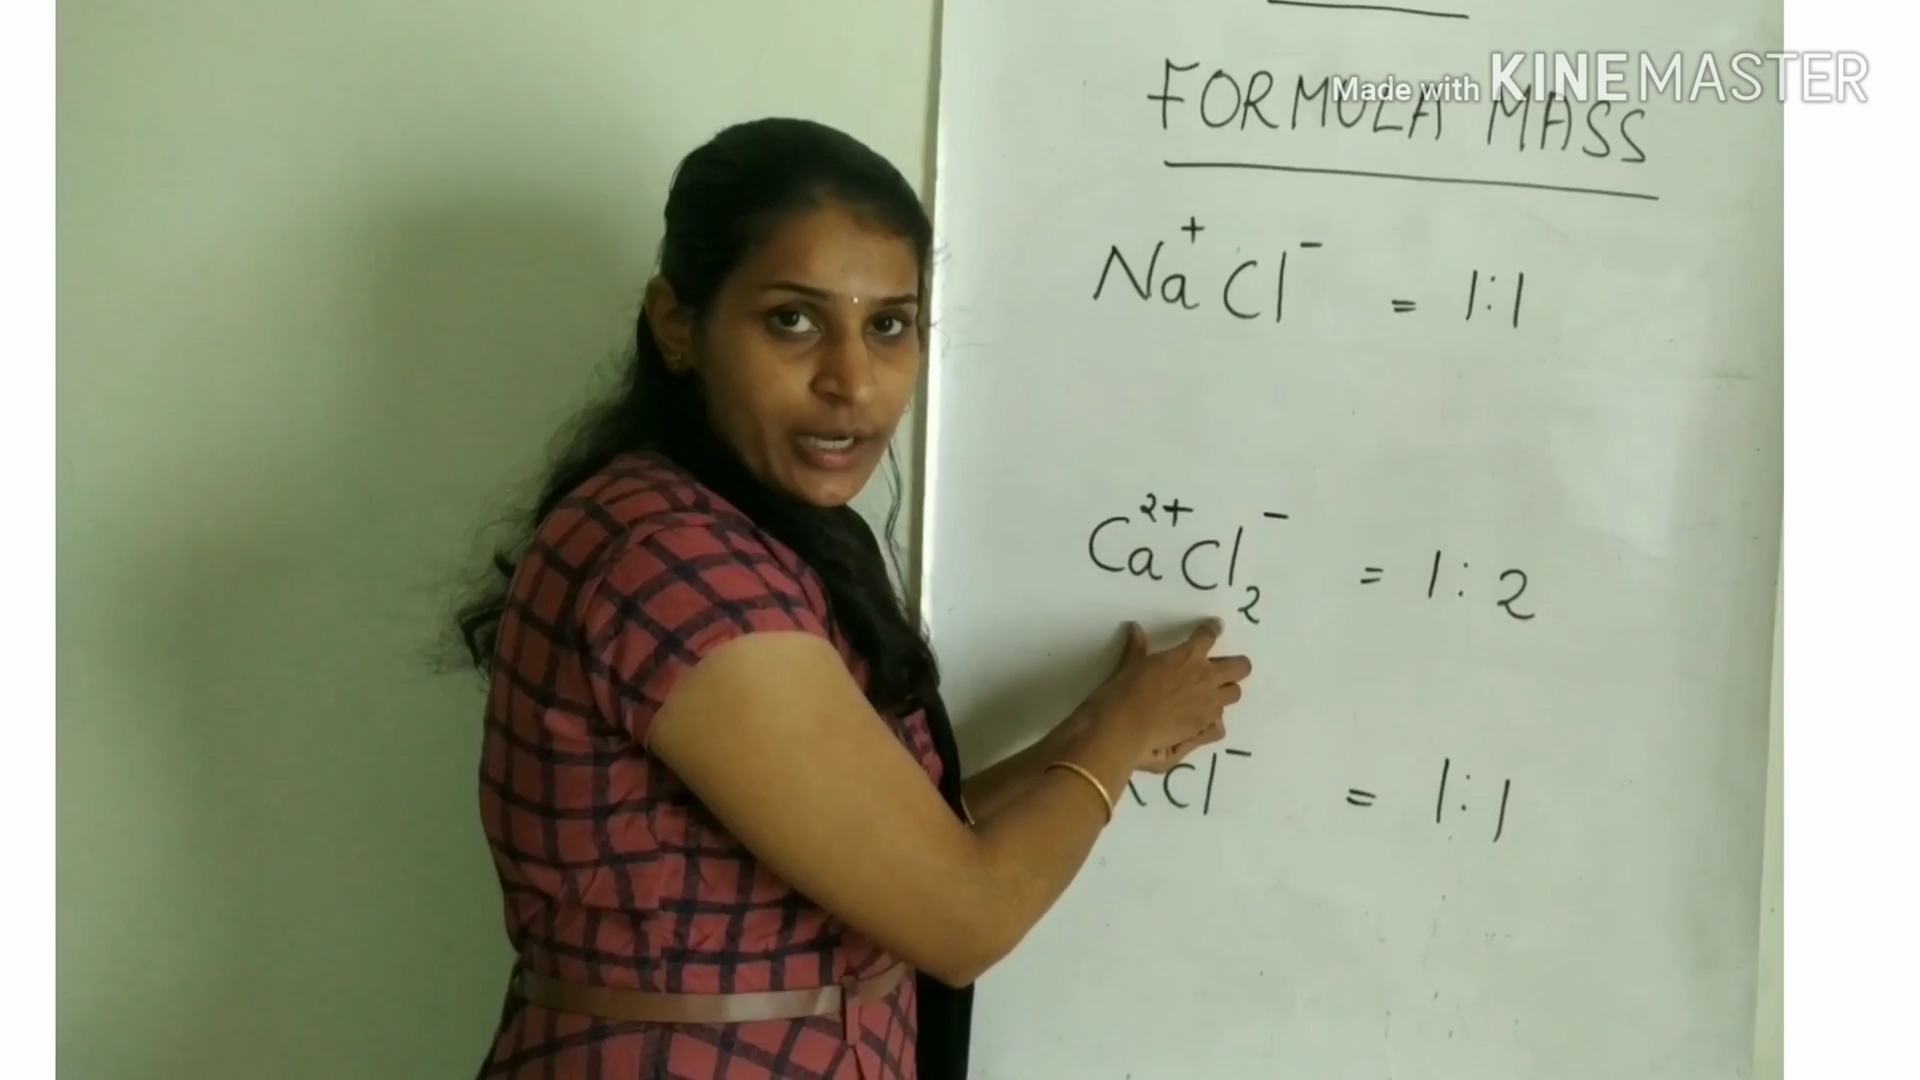 Made with KINEMASTER
FORMULA MASS
Na⁺Cl⁻ = 1:1
Ca²⁺Cl₂⁻ = 1:2
Cl⁻ = 1:1